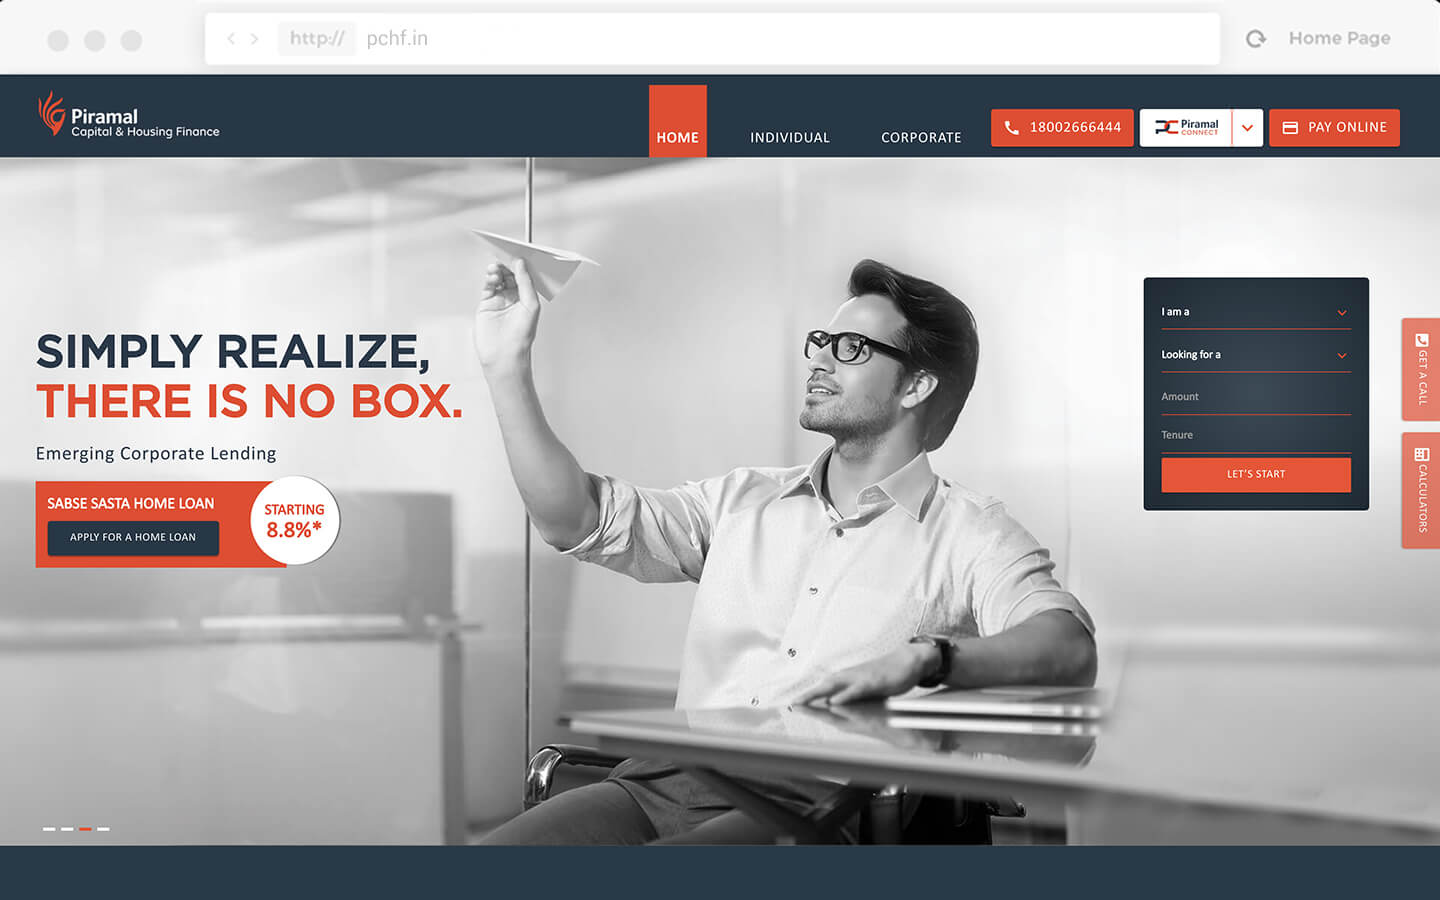 http:// pchf.in
Home Page
Piramal
Capital & Housing Finance
HOME
INDIVIDUAL
CORPORATE
18002666444
Piramal
CONNECT
PAY ONLINE
SIMPLY REALIZE,
THERE IS NO BOX.
Emerging Corporate Lending
SABSE SASTA HOME LOAN
APPLY FOR A HOME LOAN
STARTING
8.8%*
I am a
Looking for a
Amount
Tenure
LET'S START
GET A CALL
CALCULATORS